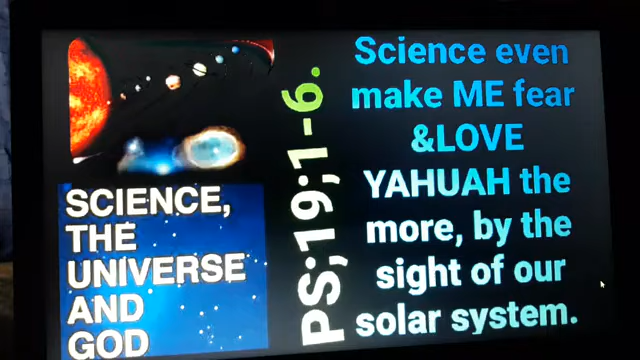 SCIENCE,
THE
UNIVERSE
AND
GOD
PS;19;1-6.
Science even
make ME fear
&LOVE
YAHUAH the
more, by the
sight of our
solar system.